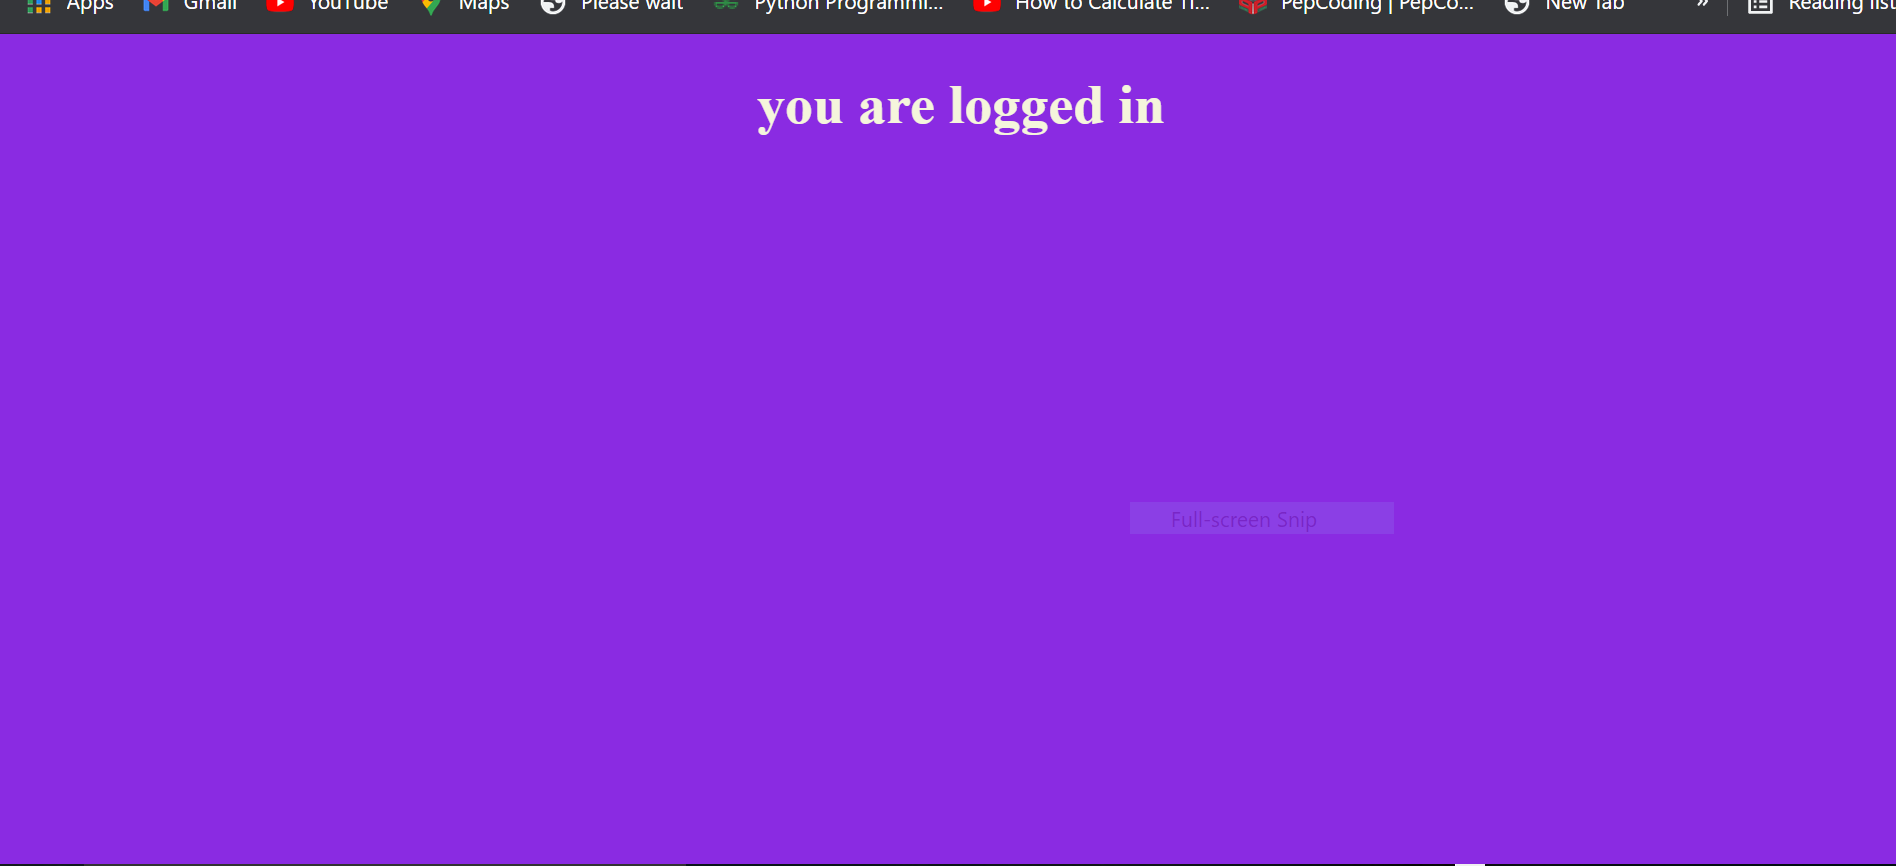 Apps Gmail YouTube Maps Please wait Python Programmi... How to Calculate Ti... PepCoding | PepCo... New Tab » Reading list
you are logged in
Full-screen Snip